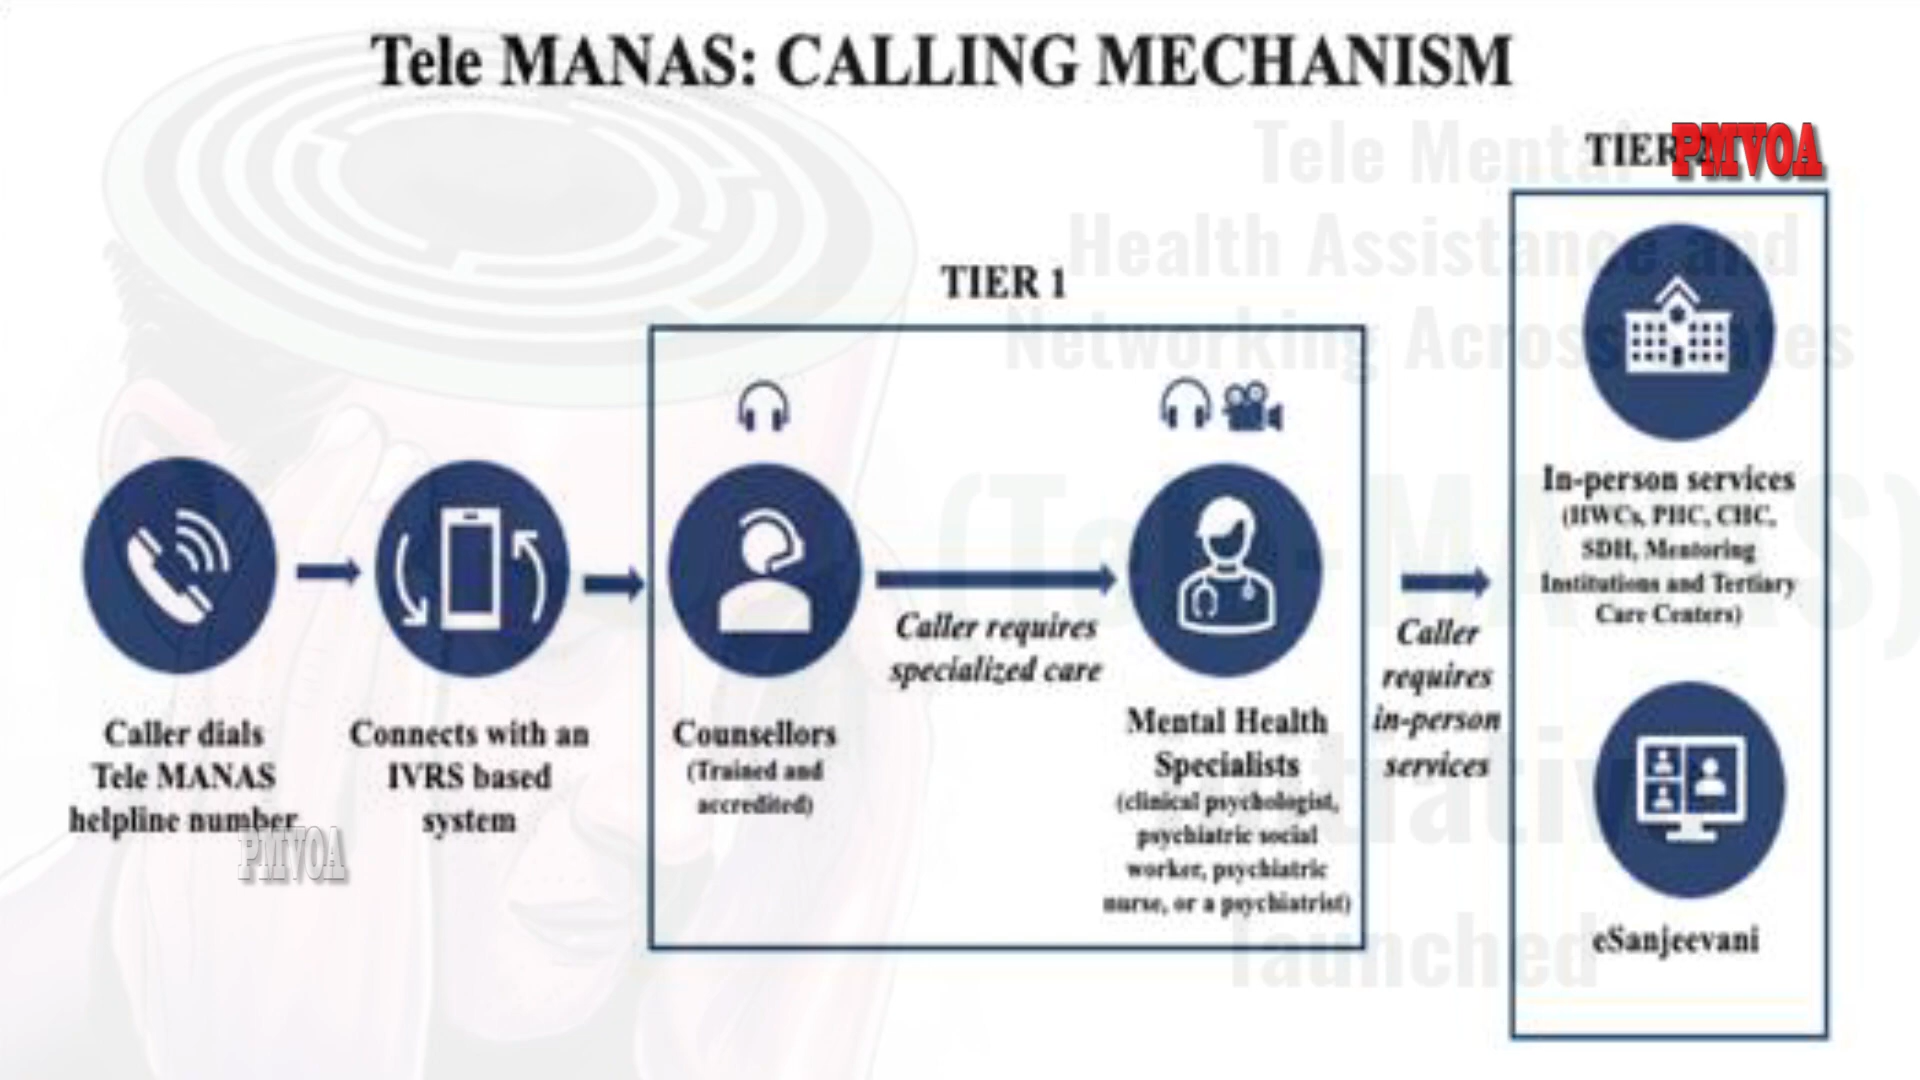 Tele MANAS: CALLING MECHANISM
Tele Mental
Health Assistance and
Networking Across States
TIER 2
PMVOA
TIER 1
Caller dials
Tele MANAS
helpline number
PMVOA
Connects with an
IVRS based
system
Counsellors
(Trained and
accredited)
Caller requires
specialized care
Mental Health
Specialists
(clinical psychologist,
psychiatric social
worker, psychiatric
nurse, or a psychiatrist)
Caller
requires
in-person
services
In-person services
(HWCs, PHC, CHC,
SDH, Mentoring
Institutions and Tertiary
Care Centers)
eSanjeevani
(Tele-MANAS)
launched